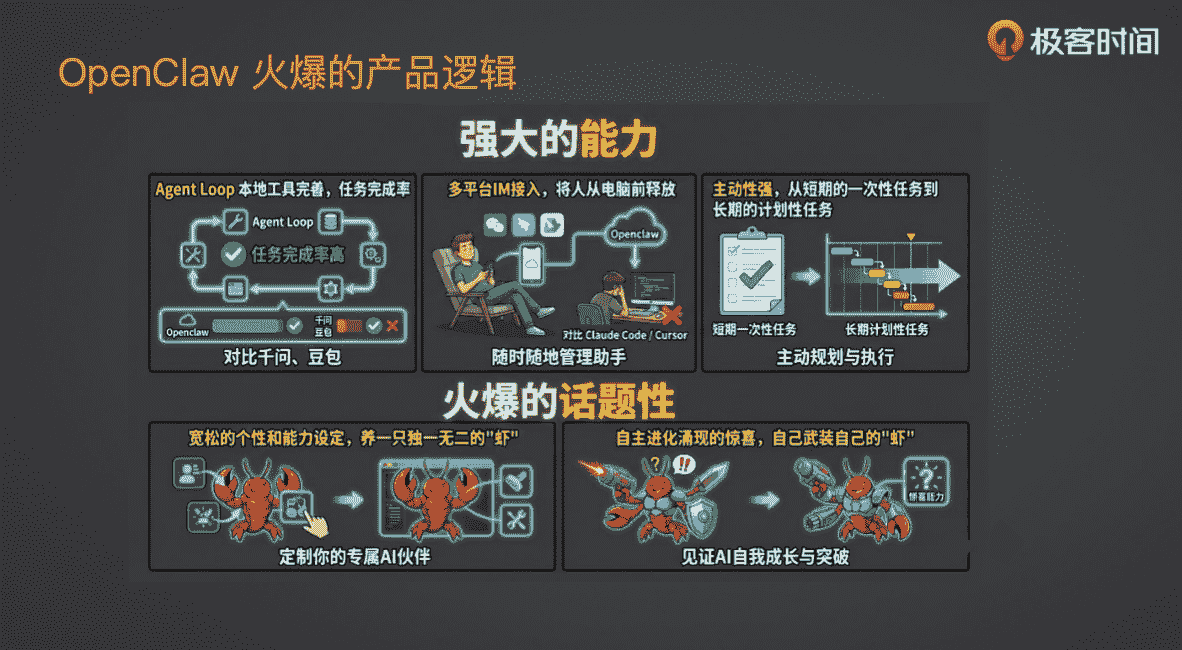 极客时间
OpenClaw 火爆的产品逻辑
强大的能力
Agent Loop 本地工具完善，任务完成率
Agent Loop
任务完成率高
Openclaw
千问
豆包
对比千问、豆包
多平台IM接入，将人从电脑前释放
Openclaw
对比 Claude Code / Cursor
随时随地管理助手
主动性强，从短期的一次性任务到
长期的计划性任务
短期一次性任务
长期计划性任务
主动规划与执行
火爆的话题性
宽松的个性和能力设定，养一只独一无二的"虾"
定制你的专属AI伙伴
自主进化涌现的惊喜，自己武装自己的"虾"
?
!!
?
惊喜能力
见证AI自我成长与突破